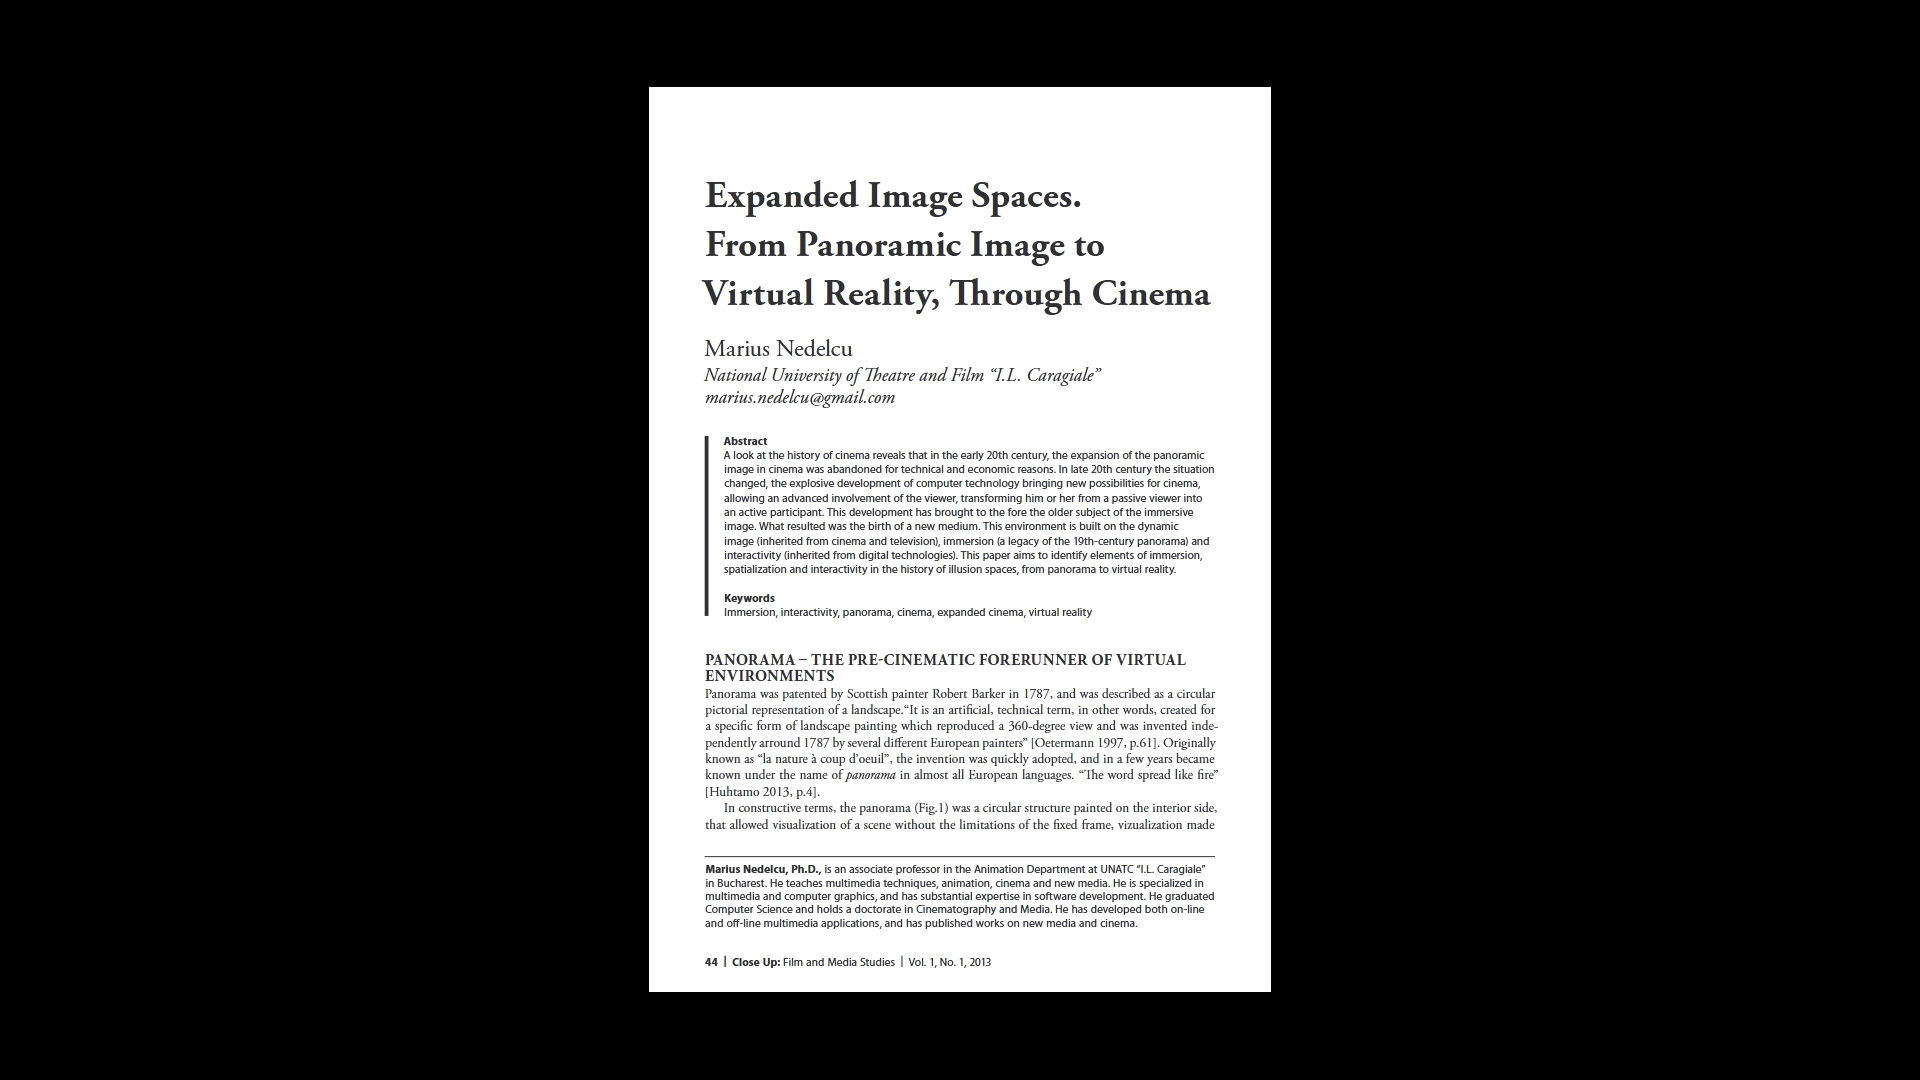 Expanded Image Spaces.
From Panoramic Image to
Virtual Reality, Through Cinema
Marius Nedelcu
National University of Theatre and Film “I.L. Caragiale”
marius.nedelcu@gmail.com
Abstract
A look at the history of cinema reveals that in the early 20th century, the expansion of the panoramic
image in cinema was abandoned for technical and economic reasons. In late 20th century the situation
changed, the explosive development of computer technology bringing new possibilities for cinema,
allowing an advanced involvement of the viewer, transforming him or her from a passive viewer into
an active participant. This development has brought to the fore the older subject of the immersive
image. What resulted was the birth of a new medium. This environment is built on the dynamic
image (inherited from cinema and television), immersion (a legacy of the 19th-century panorama) and
interactivity (inherited from digital technologies). This paper aims to identify elements of immersion,
spatialization and interactivity in the history of illusion spaces, from panorama to virtual reality.
Keywords
Immersion, interactivity, panorama, cinema, expanded cinema, virtual reality
PANORAMA – THE PRE-CINEMATIC FORERUNNER OF VIRTUAL
ENVIRONMENTS
Panorama was patented by Scottish painter Robert Barker in 1787, and was described as a circular
pictorial representation of a landscape.“It is an artificial, technical term, in other words, created for
a specific form of landscape painting which reproduced a 360-degree view and was invented inde-
pendently arround 1787 by several different European painters” [Oetermann 1997, p.61]. Originally
known as “la nature à coup d’oeuil”, the invention was quickly adopted, and in a few years became
known under the name of panorama in almost all European languages. “The word spread like fire”
[Huhtamo 2013, p.4].
In constructive terms, the panorama (Fig.1) was a circular structure painted on the interior side,
that allowed visualization of a scene without the limitations of the fixed frame, vizualization made
Marius Nedelcu, Ph.D., is an associate professor in the Animation Department at UNATC “I.L. Caragiale”
in Bucharest. He teaches multimedia techniques, animation, cinema and new media. He is specialized in
multimedia and computer graphics, and has substantial expertise in software development. He graduated
Computer Science and holds a doctorate in Cinematography and Media. He has developed both on-line
and off-line multimedia applications, and has published works on new media and cinema.
44 | Close Up: Film and Media Studies | Vol. 1, No. 1, 2013